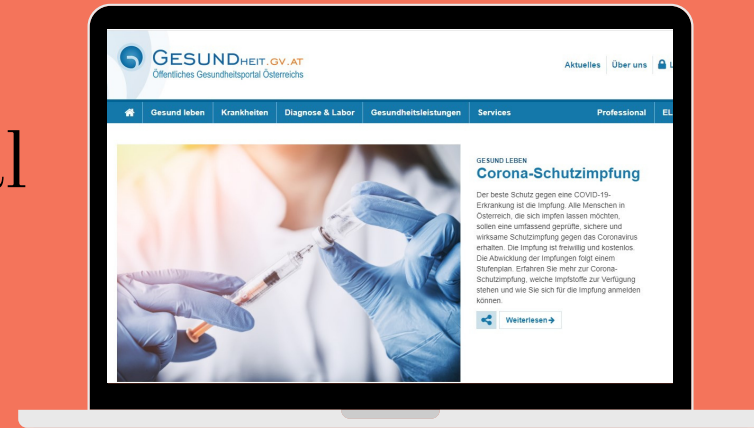 GESUNDHEIT.GV.AT
Öffentliches Gesundheitsportal Österreichs
Aktuelles Über uns
Gesund leben Krankheiten Diagnose & Labor Gesundheitsleistungen Services Professional
GESUND LEBEN
Corona-Schutzimpfung
Der beste Schutz gegen eine COVID-19-
Erkrankung ist die Impfung. Alle Menschen in
Österreich, die sich impfen lassen möchten,
sollen eine umfassend geprüfte, sichere und
wirksame Schutzimpfung gegen das Coronavirus
erhalten. Die Impfung ist freiwillig und kostenlos.
Die Abwicklung der Impfungen folgt einem
Stufenplan. Erfahren Sie mehr zur Corona-
Schutzimpfung, welche Impfstoffe zur Verfügung
stehen und wie Sie sich für die Impfung anmelden
können.
Weiterlesen